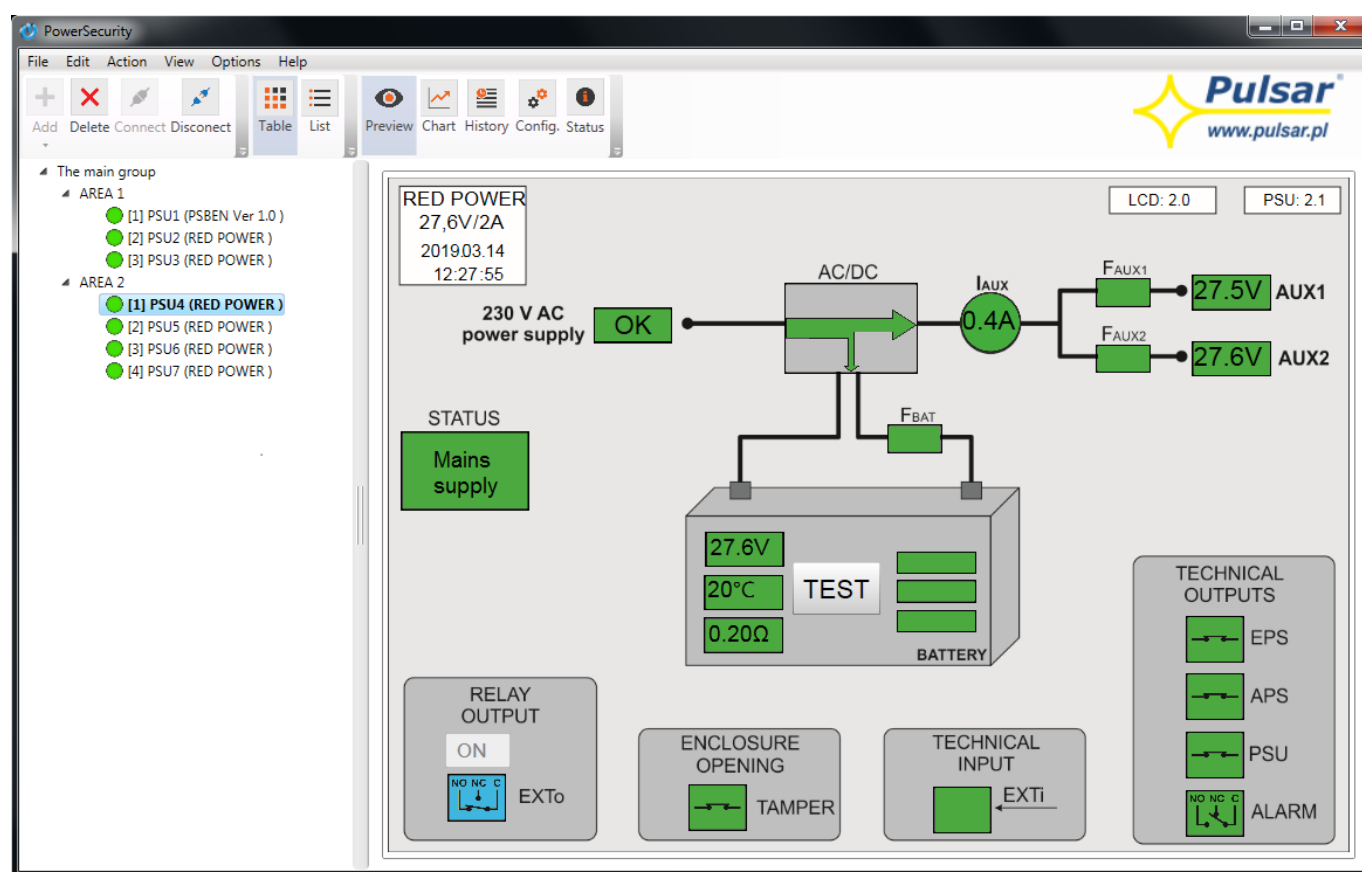 PowerSecurity
File Edit Action View Options Help
Add Delete Connect Disconect Table List Preview Chart History Config. Status
Pulsar®
www.pulsar.pl
The main group
AREA 1
[1] PSU1 (PSBEN Ver 1.0 )
[2] PSU2 (RED POWER )
[3] PSU3 (RED POWER )
AREA 2
[1] PSU4 (RED POWER )
[2] PSU5 (RED POWER )
[3] PSU6 (RED POWER )
[4] PSU7 (RED POWER )
RED POWER
27,6V/2A
2019.03.14
12:27:55
LCD: 2.0
PSU: 2.1
230 V AC
power supply
OK
AC/DC
IAUX
0.4A
FAUX1
27.5V AUX1
FAUX2
27.6V AUX2
STATUS
Mains
supply
FBAT
27.6V
20°C
0.20Ω
TEST
BATTERY
RELAY
OUTPUT
ON
NO NC C
EXTo
ENCLOSURE
OPENING
TAMPER
TECHNICAL
INPUT
EXTi
TECHNICAL
OUTPUTS
EPS
APS
PSU
NO NC C
ALARM